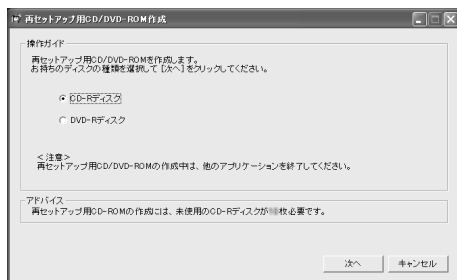 再セットアップ用CD/DVD-ROM作成
操作ガイド
再セットアップ用CD/DVD-ROMを作成します。
お持ちのディスクの種類を選択して[次へ]をクリックしてください。
CD-Rディスク
DVD-Rディスク
<注意>
再セットアップ用CD/DVD-ROMの作成中は、他のアプリケーションを終了してください。
アドバイス
再セットアップ用CD-ROMの作成には、未使用のCD-Rディスクが枚必要です。
次へ
キャンセル